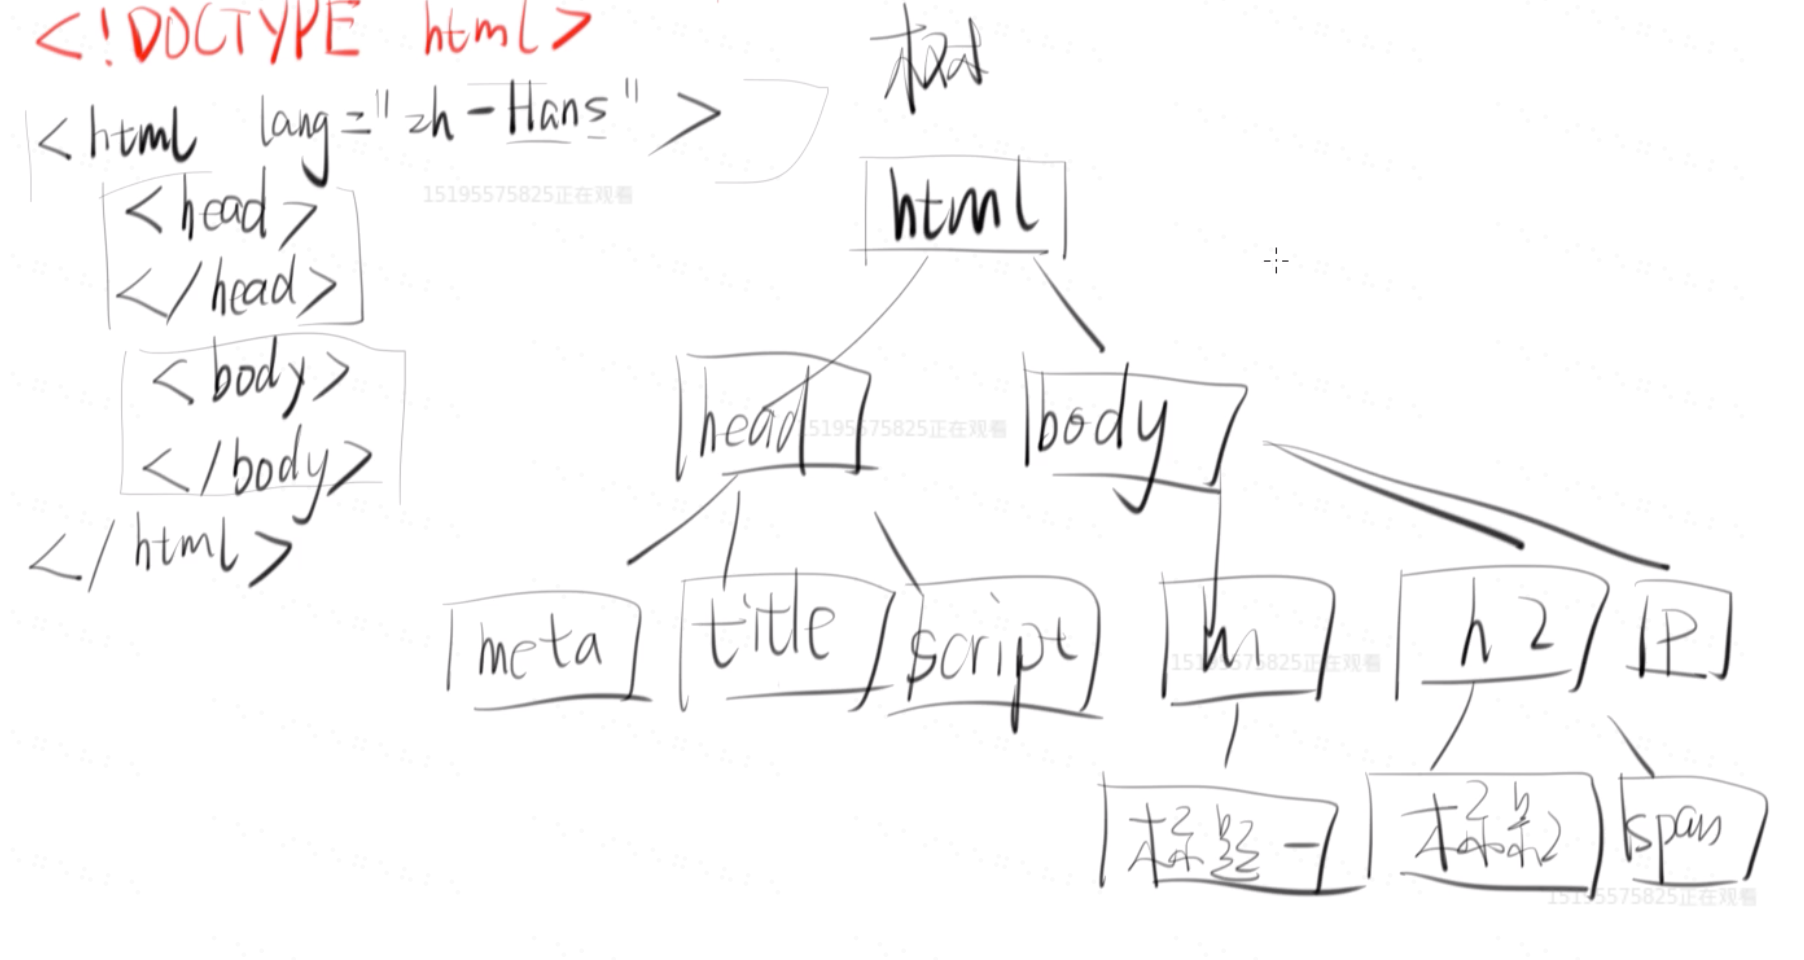 <!DOCTYPE html>
<html lang="zh-Hans">
<head>
</head>
<body>
</body>
</html>
树
html
head body
meta title script h h2 p
标题一 标题2 span
15195575825正在观看
15195575825正在观看
15195575825正在观看
15195575825正在观看